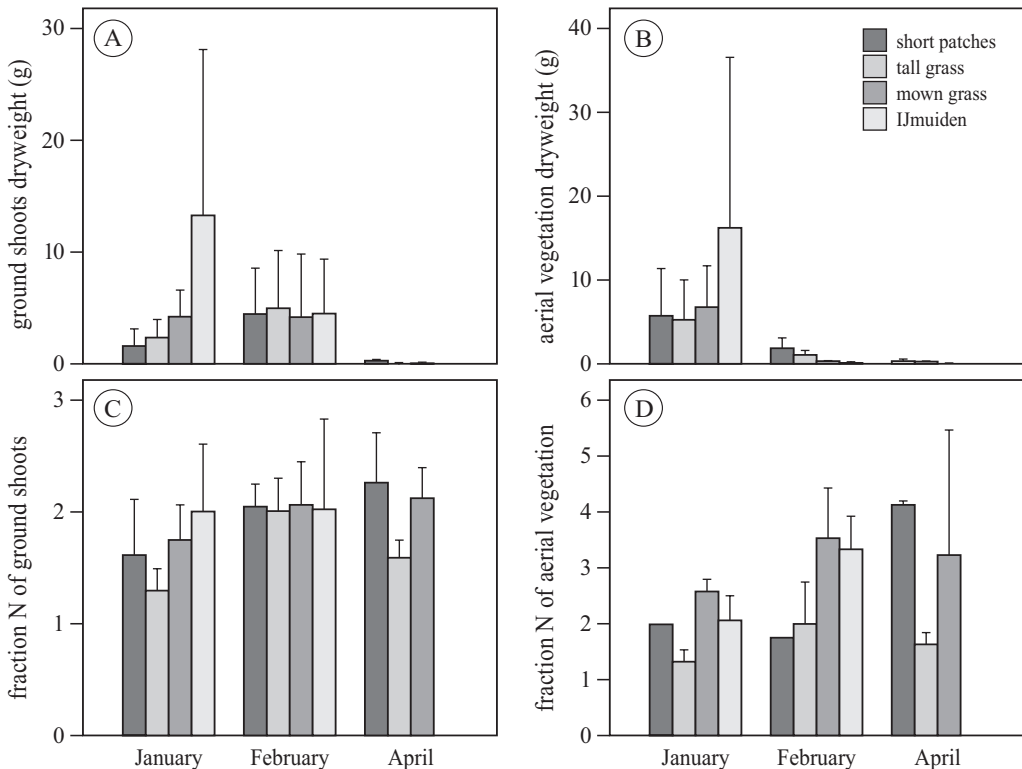 A
ground shoots dryweight (g)
30
20
10
0
B
aerial vegetation dryweight (g)
40
30
20
10
0
short patches
tall grass
mown grass
IJmuiden
C
fraction N of ground shoots
3
2
1
0
January
February
April
D
fraction N of aerial vegetation
6
5
4
3
2
1
0
January
February
April